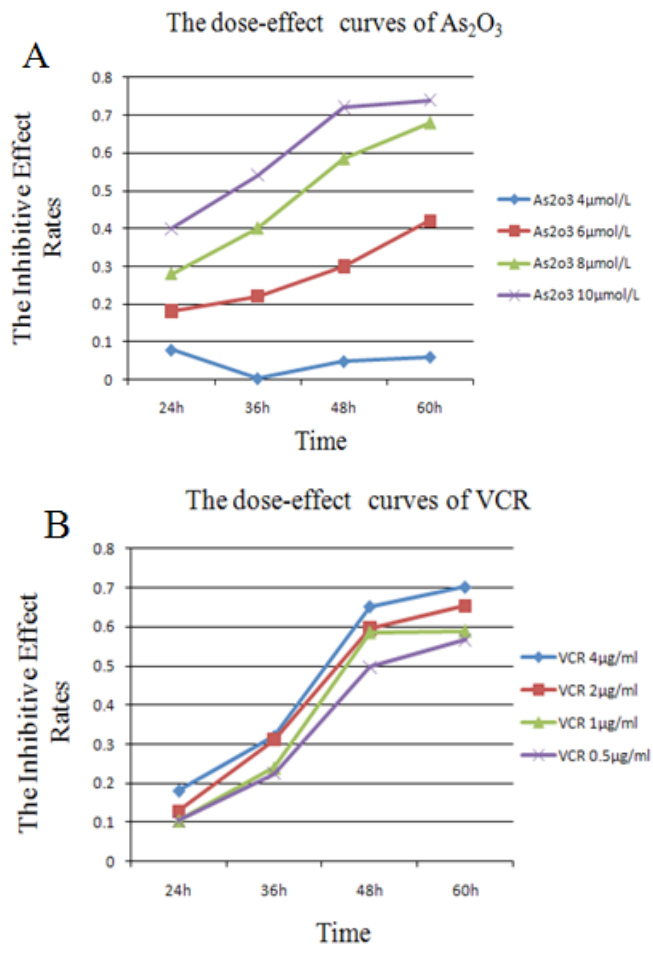 The dose-effect curves of As₂O₃
A
The Inhibitive Effect
Rates
0.8
0.7
0.6
0.5
0.4
0.3
0.2
0.1
0
24h 36h 48h 60h
Time
As2o3 4μmol/L
As2o3 6μmol/L
As2o3 8μmol/L
As2o3 10μmol/L
The dose-effect curves of VCR
B
The Inhibitive Effect
Rates
0.8
0.7
0.6
0.5
0.4
0.3
0.2
0.1
0
24h 36h 48h 60h
Time
VCR 4μg/ml
VCR 2μg/ml
VCR 1μg/ml
VCR 0.5μg/ml